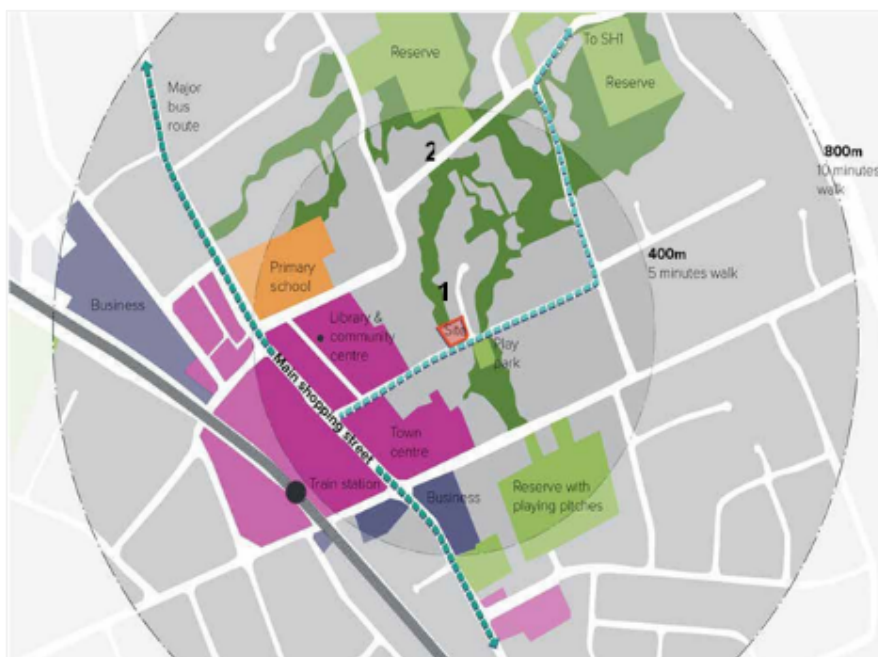 To SH1
Reserve
Reserve
Major
bus
route
2
800m
10 minutes
walk
400m
5 minutes walk
Primary
school
1
Business
Library &
community
centre
Site
Play
park
Main shopping street
Town
centre
Train station
Business
Reserve with
playing pitches